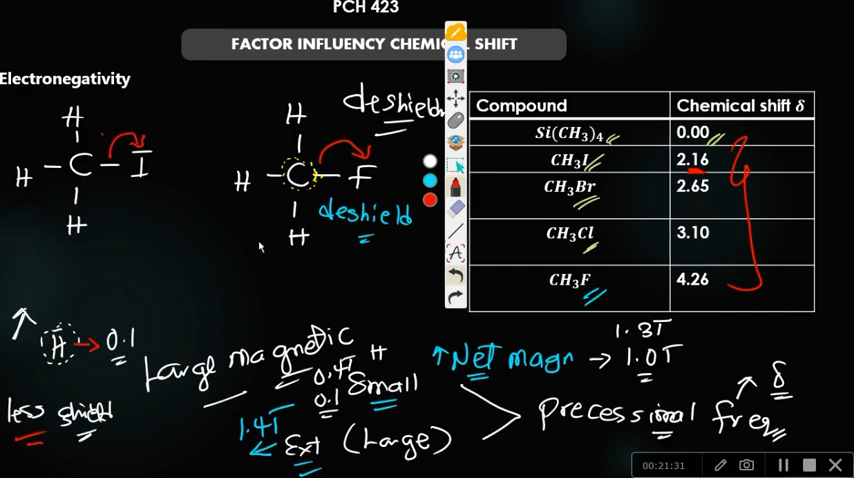 PCH 423
FACTOR INFLUENCY CHEMICAL SHIFT
Electronegativity
H
H - C - I
H
H
H - C - F
H
deshield
deshield
Compound Chemical shift δ
Si(CH₃)₄ 0.00
CH₃I 2.16
CH₃Br 2.65
CH₃Cl 3.10
CH₃F 4.26
H → 0.1
less shield
Large magnetic
0.4T H
0.1 Small
1.4T
Ext (Large)
↑Net magn → 1.0T
1.3T
precessional freq
↑ δ
00:21:31